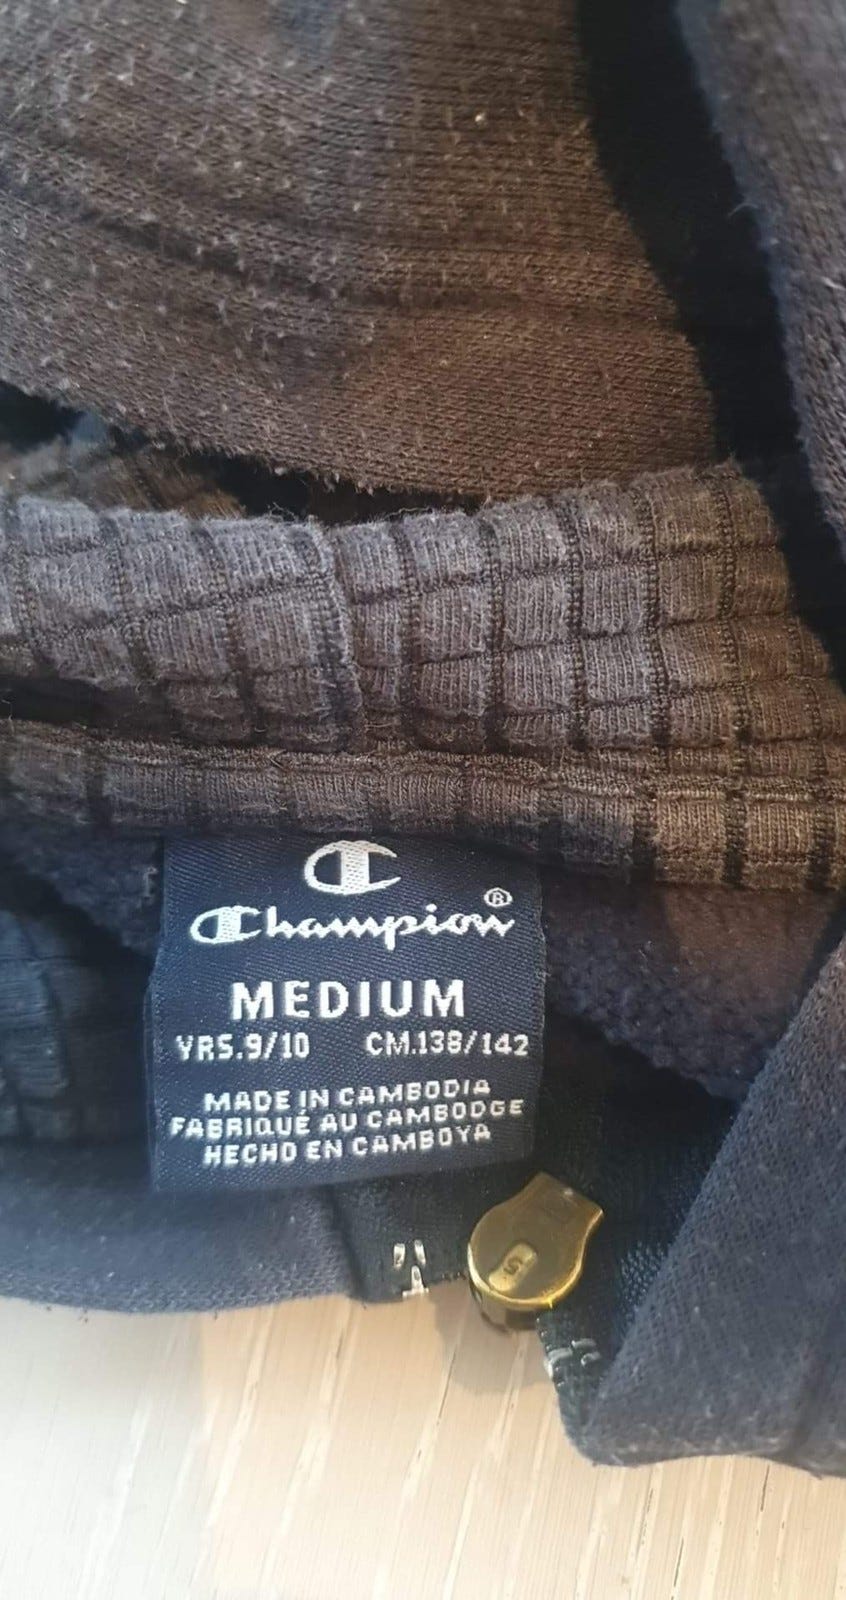 Champion®
MEDIUM
YRS.9/10 CM.138/142
MADE IN CAMBODIA
FABRIQUÉ AU CAMBODGE
HECHO EN CAMBOYA
S